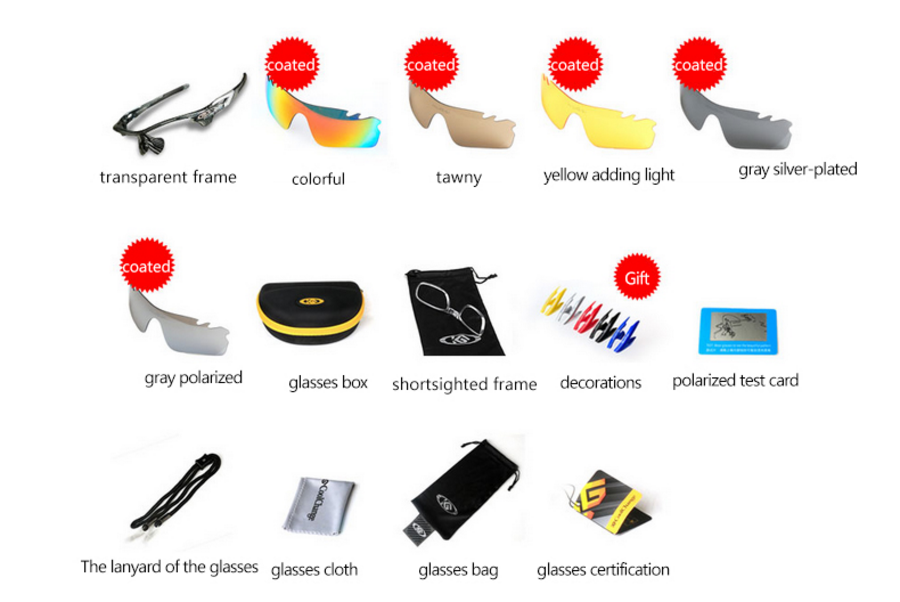 coated
coated
coated
coated
transparent frame
colorful
tawny
yellow adding light
gray silver-plated
coated
Gift
gray polarized
glasses box
shortsighted frame
decorations
polarized test card
CoolChange
The lanyard of the glasses
glasses cloth
glasses bag
glasses certification